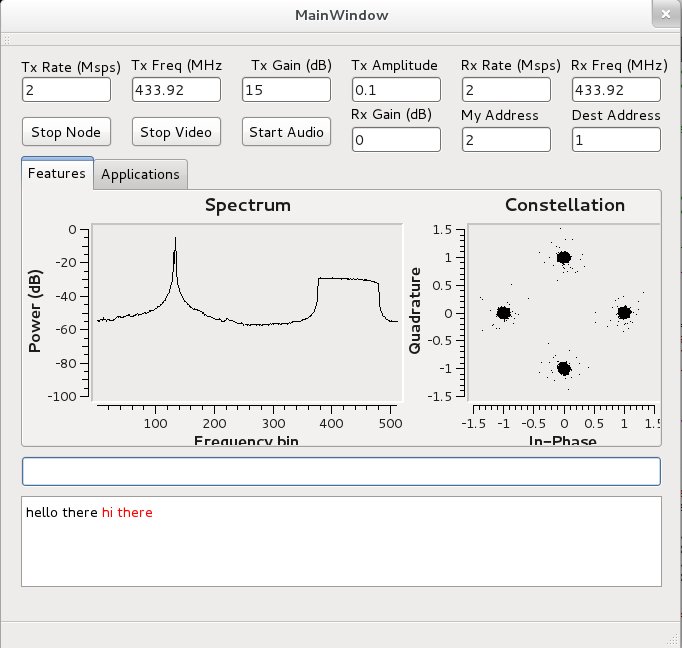 MainWindow
Tx Rate (Msps) Tx Freq (MHz Tx Gain (dB) Tx Amplitude Rx Rate (Msps) Rx Freq (MHz)
2 433.92 15 0.1 2 433.92
Stop Node Stop Video Start Audio Rx Gain (dB) My Address Dest Address
0 2 1
Features Applications
Spectrum Constellation
Power (dB)
0
-20
-40
-60
-80
-100
100 200 300 400 500
Frequency bin
Quadrature
1.5
1
0.5
0
-0.5
-1
-1.5
-1.5 -1 -0.5 0 0.5 1 1.5
In-Phase
hello there hi there